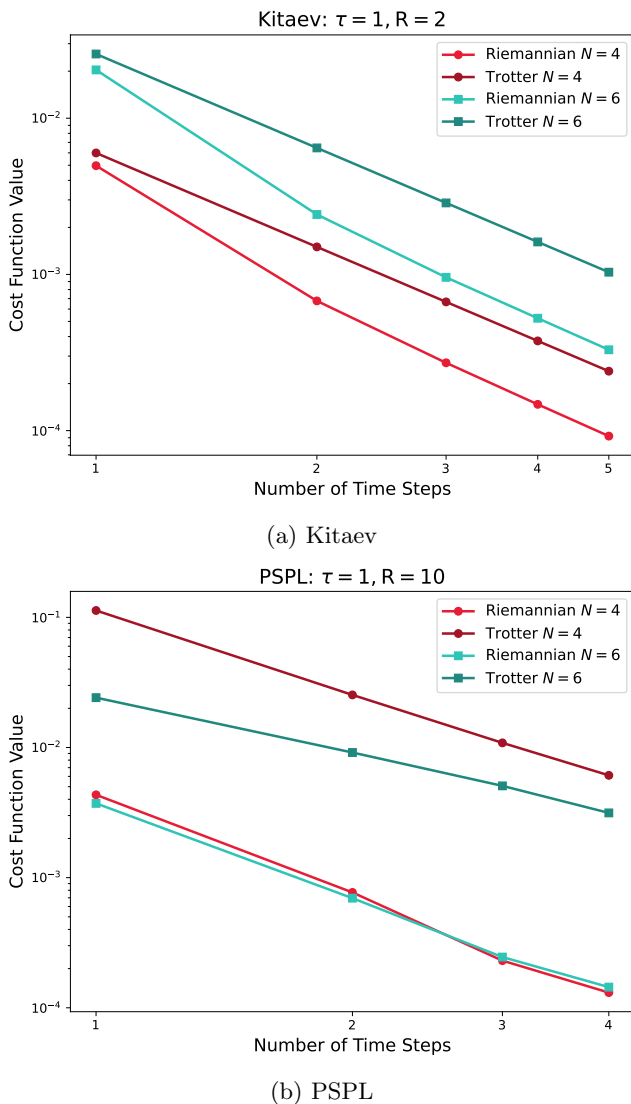 Kitaev: τ = 1, R = 2
Riemannian N = 4
Trotter N = 4
Riemannian N = 6
Trotter N = 6
10⁻²
10⁻³
10⁻⁴
Cost Function Value
1 2 3 4 5
Number of Time Steps
(a) Kitaev
PSPL: τ = 1, R = 10
Riemannian N = 4
Trotter N = 4
Riemannian N = 6
Trotter N = 6
10⁻¹
10⁻²
10⁻³
10⁻⁴
Cost Function Value
1 2 3 4
Number of Time Steps
(b) PSPL